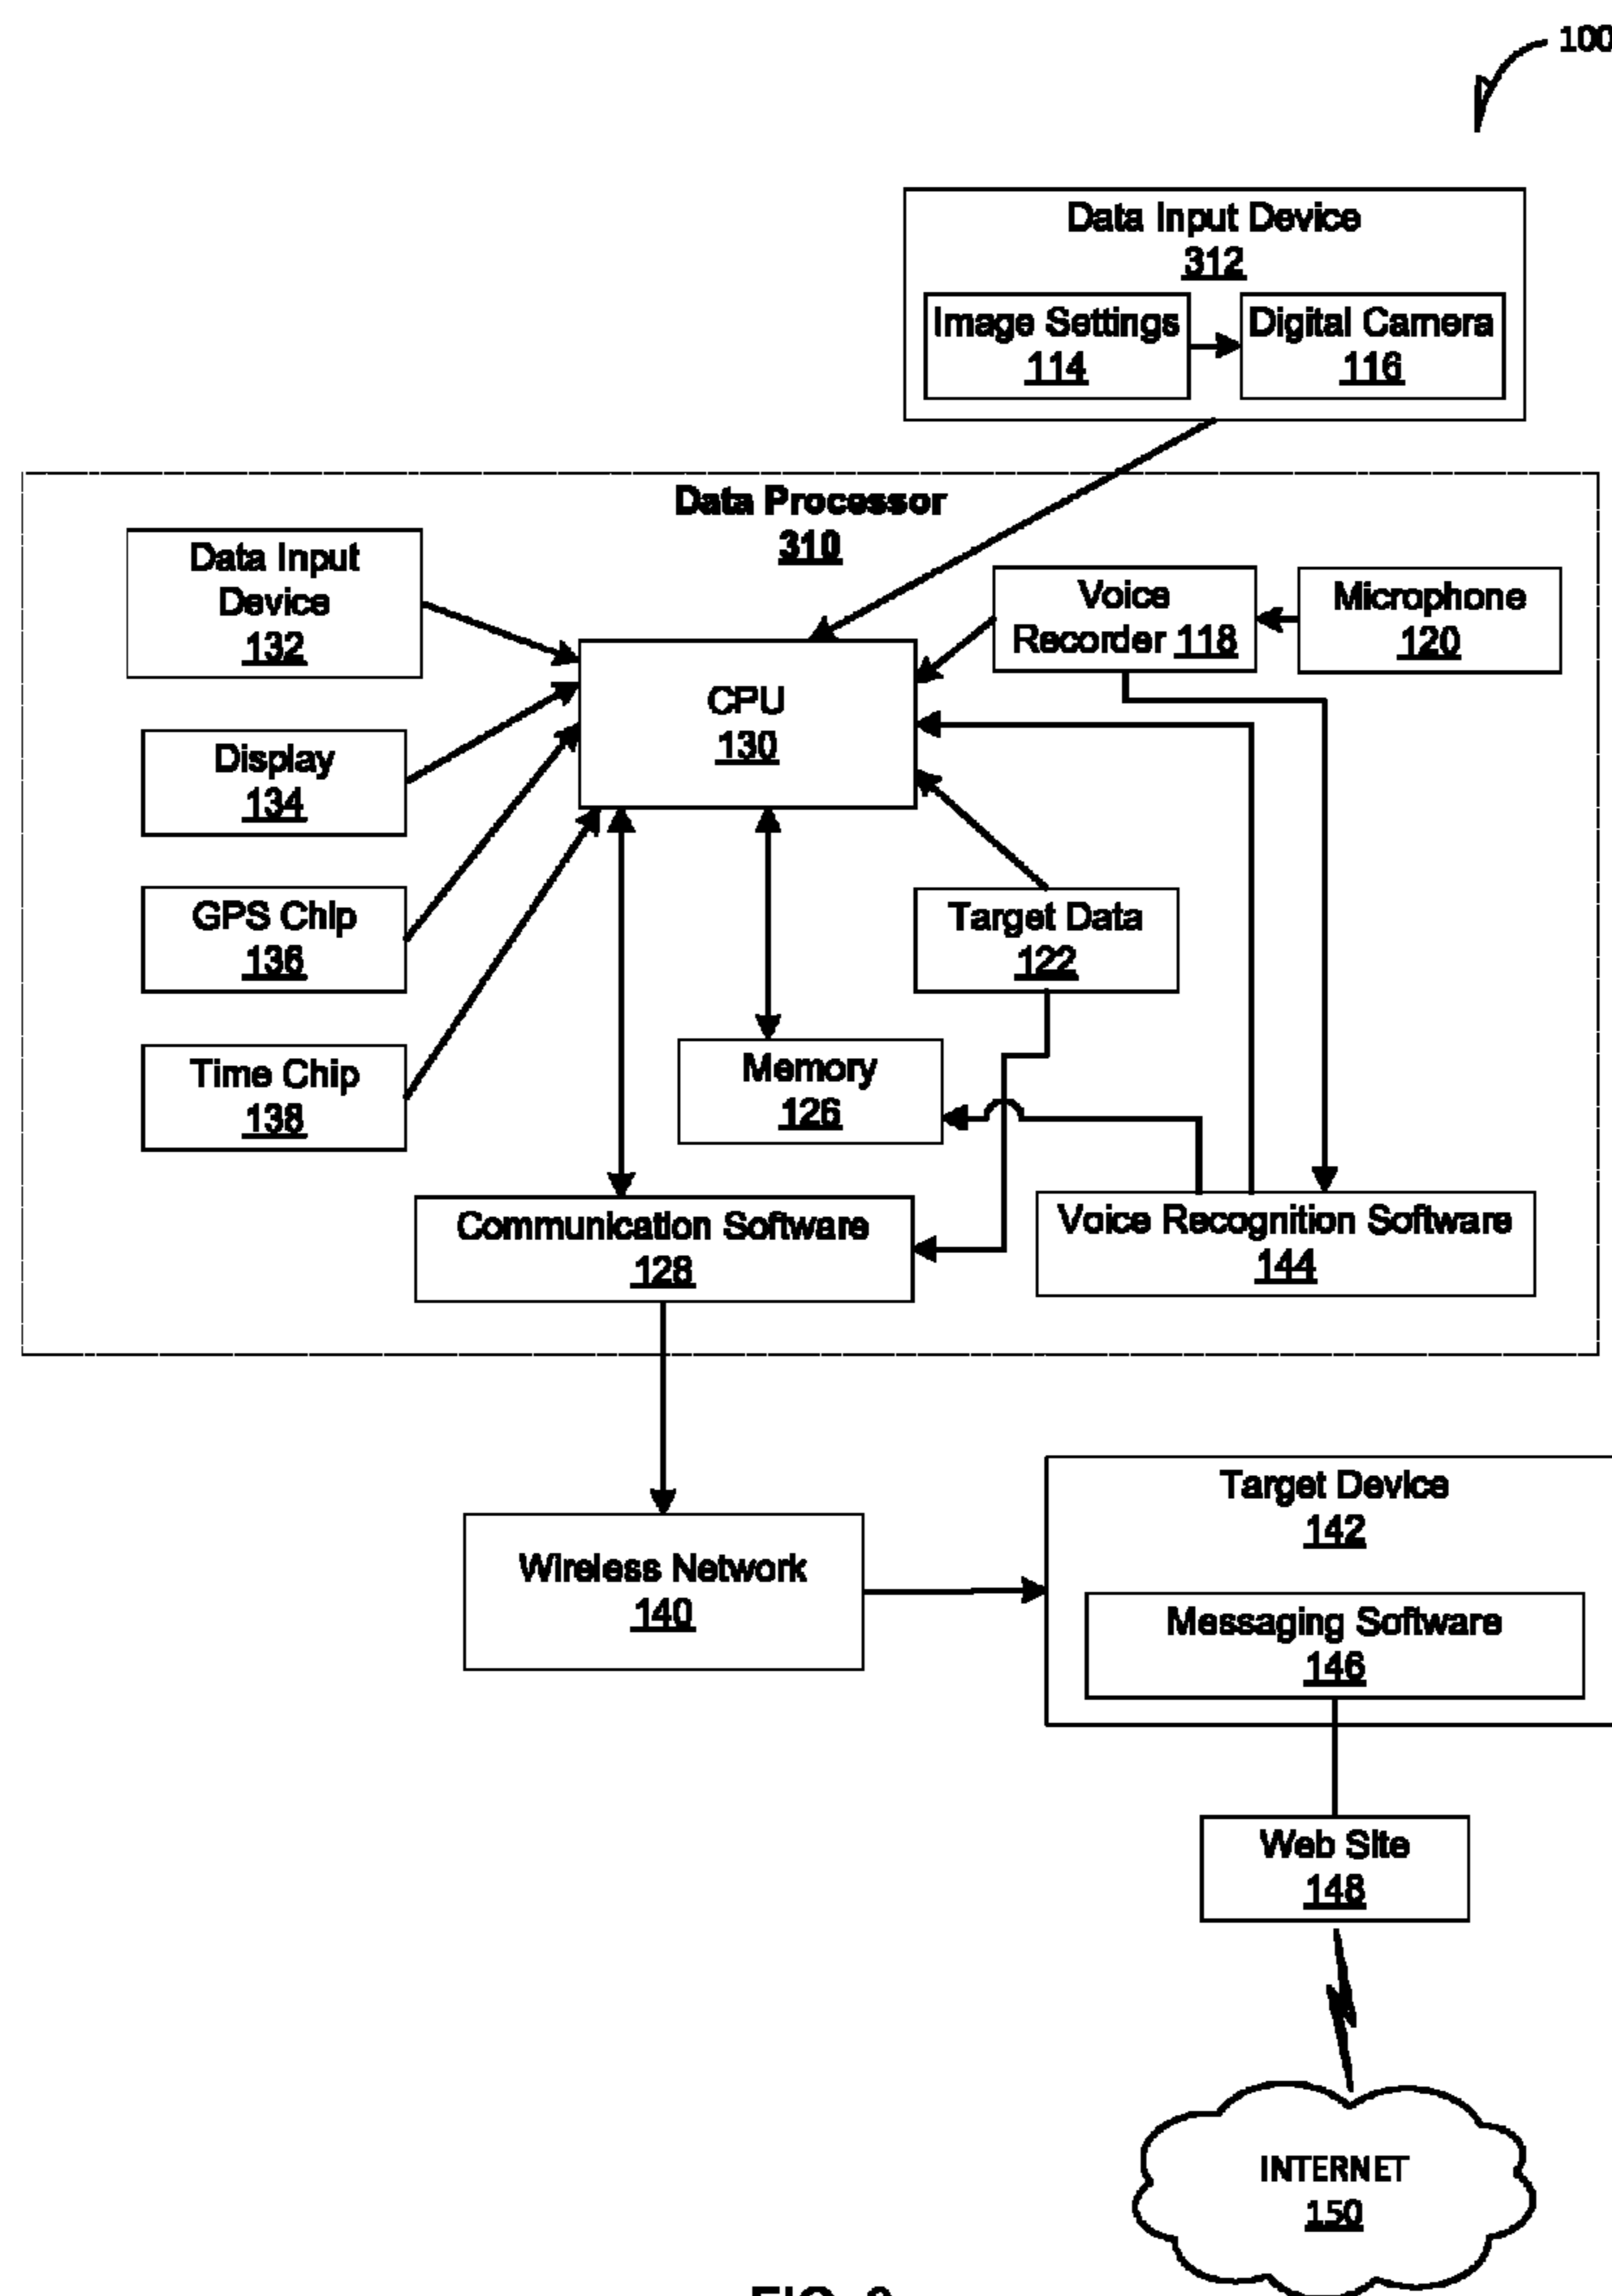 100
Data Input Device
312
Image Settings
114
Digital Camera
116
Data Processor
310
Data Input
Device
132
Voice
Recorder 118
Microphone
120
CPU
130
Display
134
GPS Chip
136
Target Data
122
Time Chip
138
Memory
126
Communication Software
128
Voice Recognition Software
144
Target Device
142
Wireless Network
140
Messaging Software
146
Web Site
148
INTERNET
150